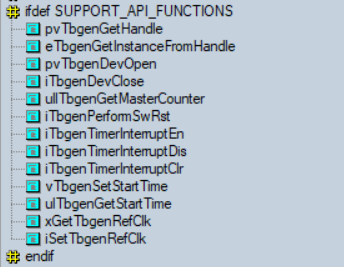 ifdef SUPPORT_API_FUNCTIONS
pvTbgenGetHandle
eTbgenGetInstanceFromHandle
pvTbgenDevOpen
iTbgenDevClose
ullTbgenGetMasterCounter
iTbgenPerformSwRst
iTbgenTimerInterruptEn
iTbgenTimerInterruptDis
iTbgenTimerInterruptClr
vTbgenSetStartTime
ulTbgenGetStartTime
xGetTbgenRefClk
iSetTbgenRefClk
endif